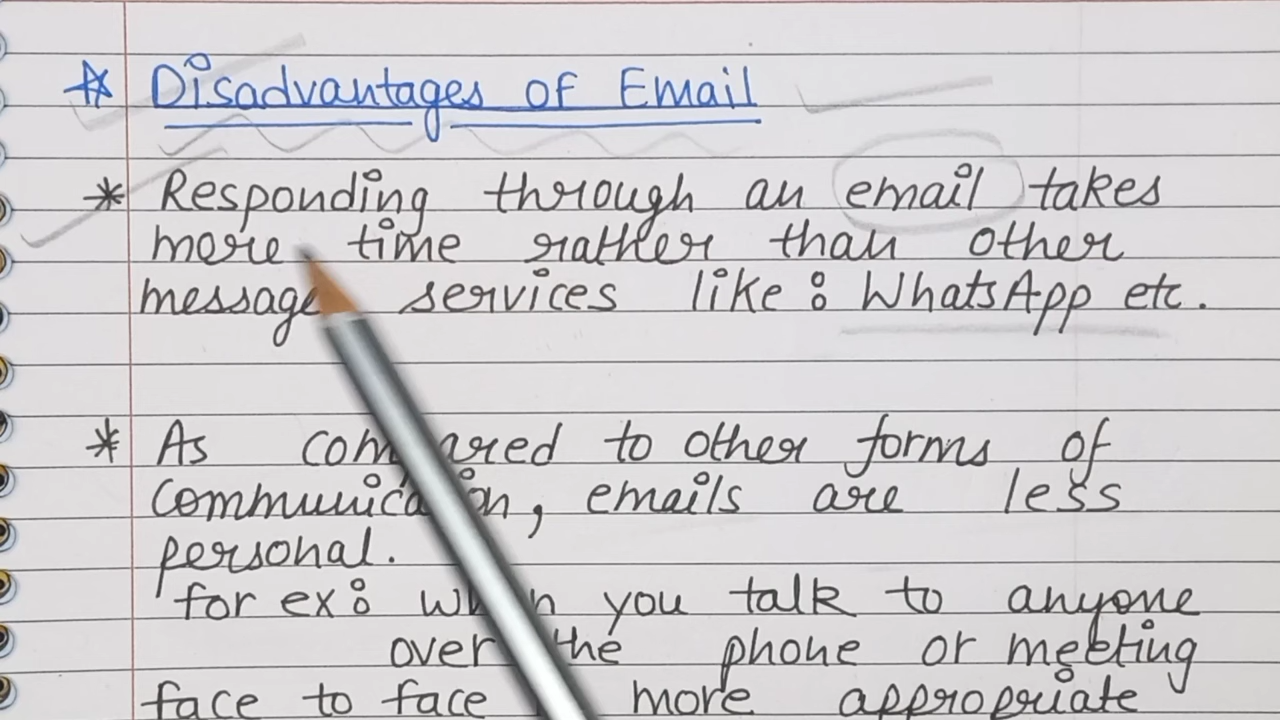 ☆ Disadvantages of Email
* Responding through an email takes
more time rather than other
message services like : WhatsApp etc.
* As compared to other forms of
communication, emails are less
personal.
for ex : when you talk to anyone
over the phone or meeting
face to face more appropriate